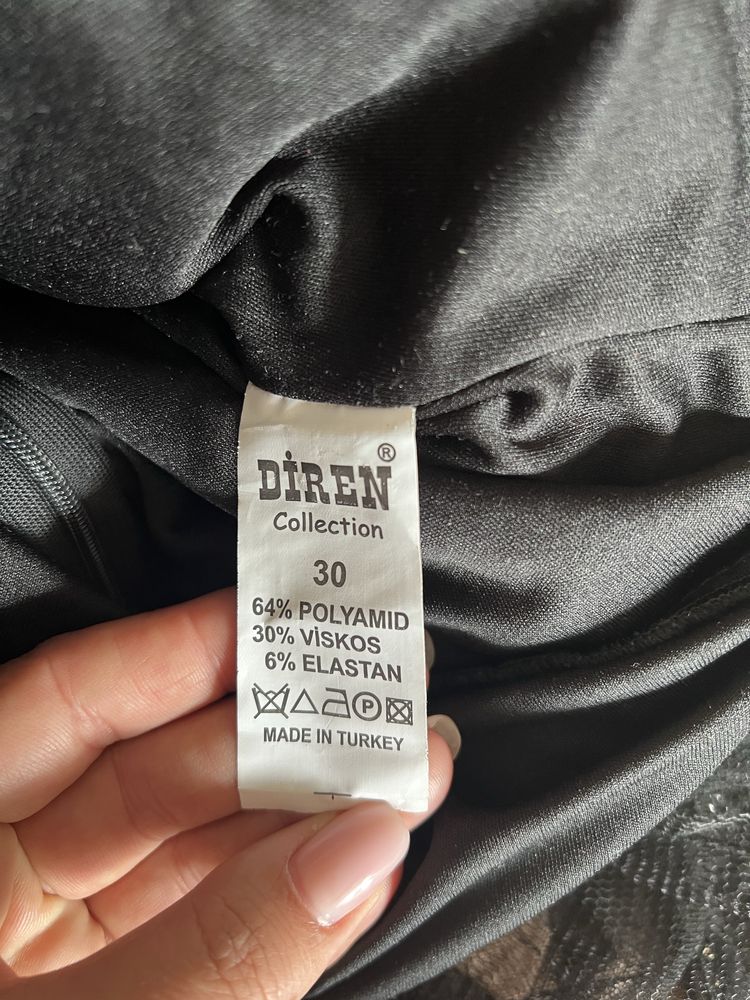 DİREN®
Collection
30
64% POLYAMID
30% VİSKOS
6% ELASTAN
P
MADE IN TURKEY